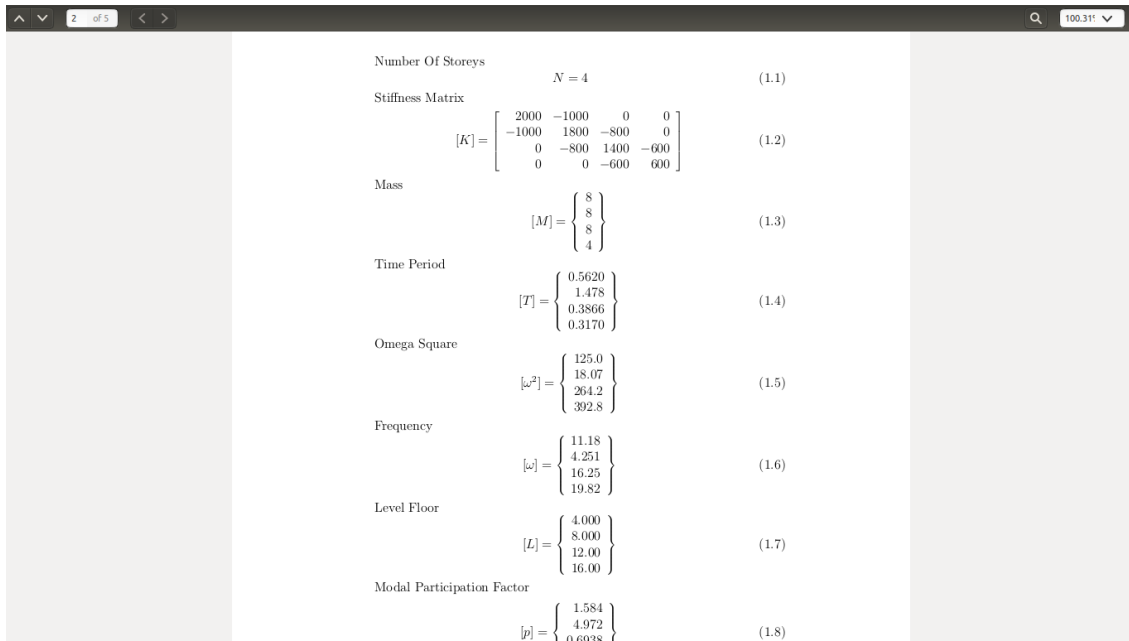 2 of 5
100.31%
Number Of Storeys
N = 4 (1.1)
Stiffness Matrix
[K] = [ 2000 −1000 0 0
−1000 1800 −800 0
0 −800 1400 −600
0 0 −600 600 ] (1.2)
Mass
[M] = { 8
8
8
4 } (1.3)
Time Period
[T] = { 0.5620
1.478
0.3866
0.3170 } (1.4)
Omega Square
[ω²] = { 125.0
18.07
264.2
392.8 } (1.5)
Frequency
[ω] = { 11.18
4.251
16.25
19.82 } (1.6)
Level Floor
[L] = { 4.000
8.000
12.00
16.00 } (1.7)
Modal Participation Factor
[p] = { 1.584
4.972
0.6938 (1.8)